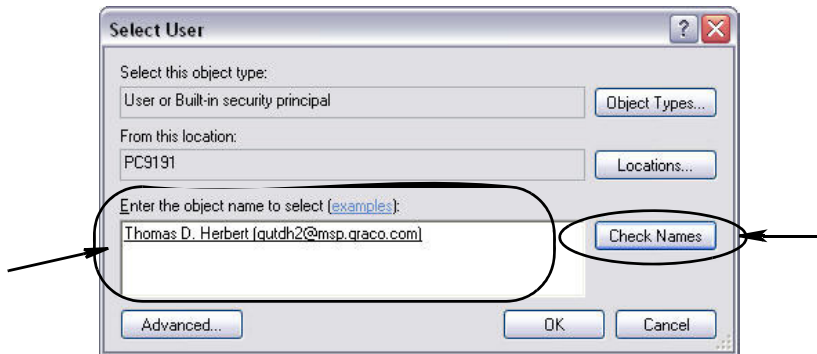 Select User
Select this object type:
User or Built-in security principal
Object Types...
From this location:
PC9191
Locations...
Enter the object name to select (examples):
Thomas D. Herbert (qutdh2@msp.graco.com)
Check Names
Advanced...
OK
Cancel